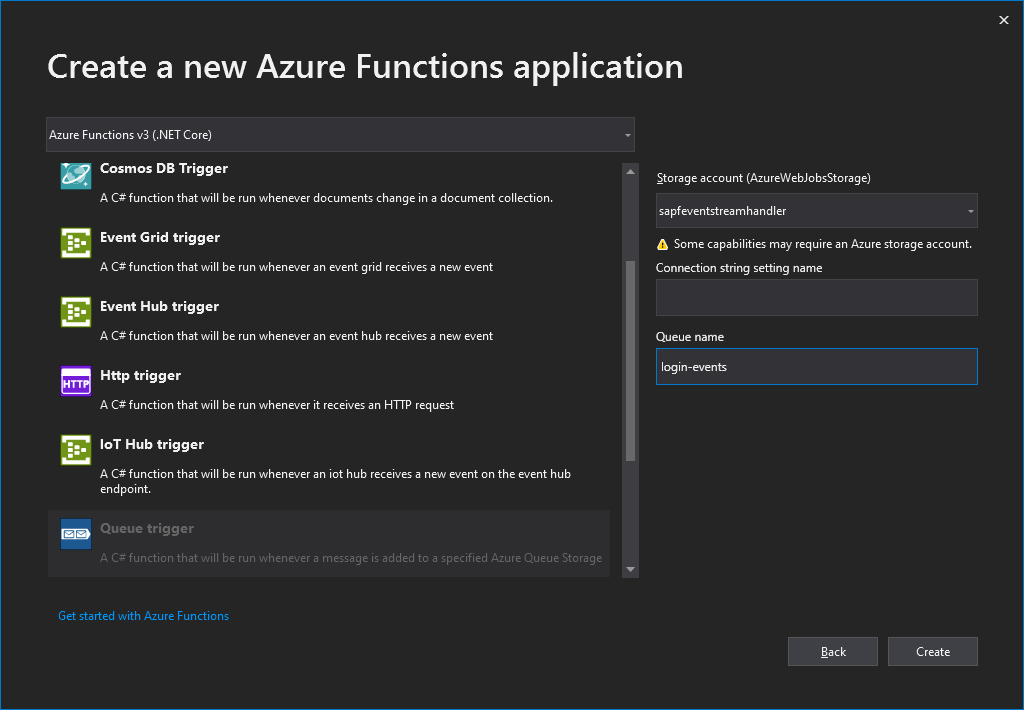 Create a new Azure Functions application
Azure Functions v3 (.NET Core)
Cosmos DB Trigger
A C# function that will be run whenever documents change in a document collection.
Event Grid trigger
A C# function that will be run whenever an event grid receives a new event
Event Hub trigger
A C# function that will be run whenever an event hub receives a new event
HTTP
Http trigger
A C# function that will be run whenever it receives an HTTP request
IoT Hub trigger
A C# function that will be run whenever an iot hub receives a new event on the event hub
endpoint.
Queue trigger
A C# function that will be run whenever a message is added to a specified Azure Queue Storage
Storage account (AzureWebJobsStorage)
sapfeventstreamhandler
Some capabilities may require an Azure storage account.
Connection string setting name
Queue name
login-events
Get started with Azure Functions
Back
Create